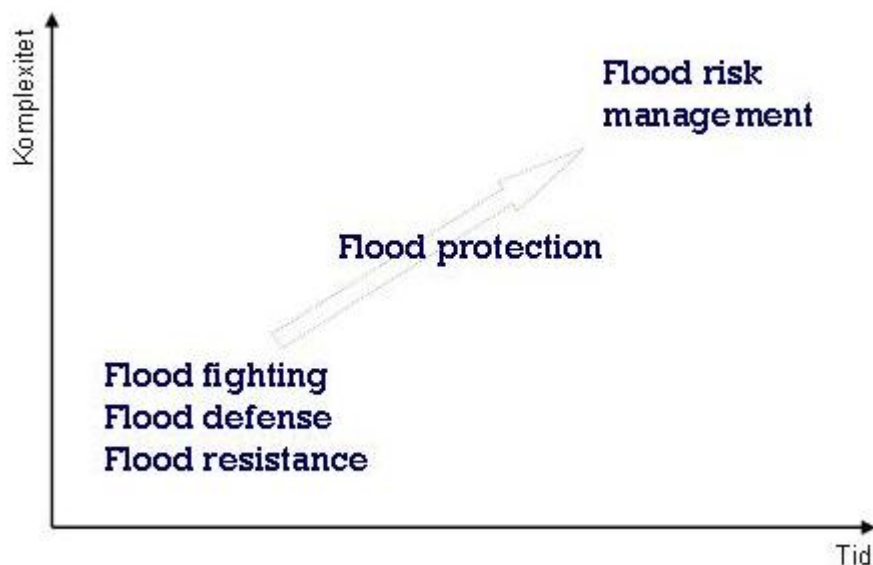 Komplexitet
Flood risk
management
Flood protection
Flood fighting
Flood defense
Flood resistance
Tid